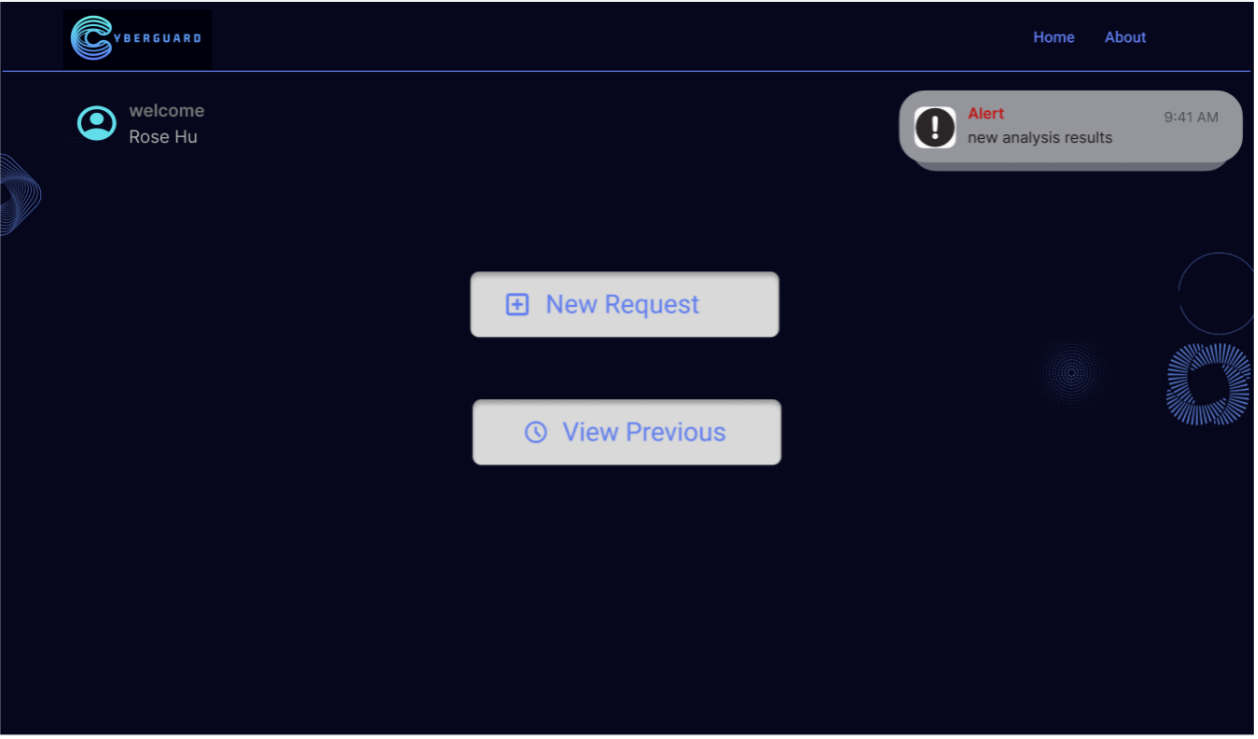 CYBERGUARD
Home About
welcome
Rose Hu
Alert
9:41 AM
new analysis results
New Request
View Previous